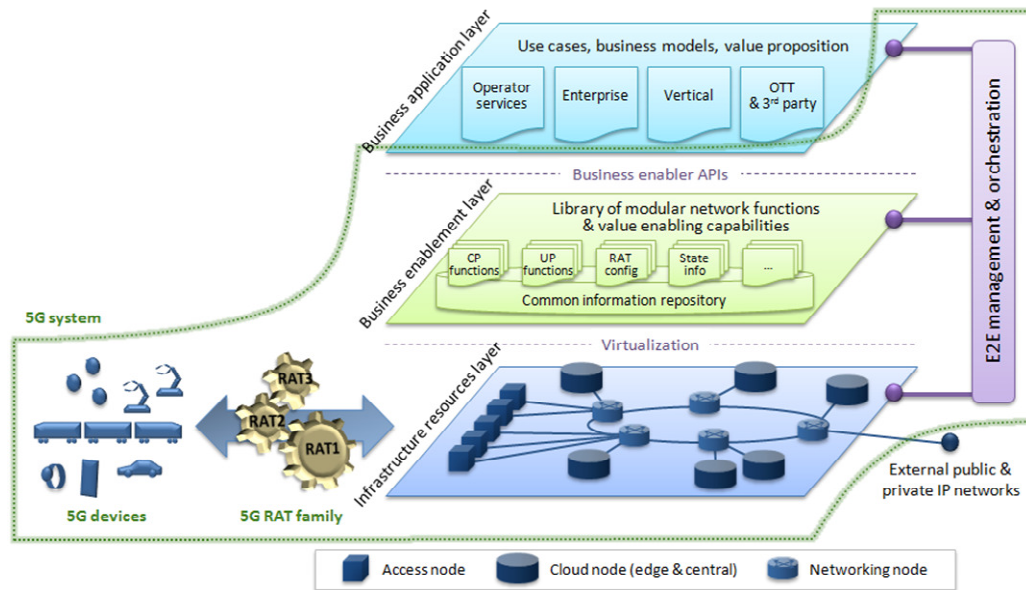 Business application layer
Use cases, business models, value proposition
Operator
services
Enterprise
Vertical
OTT
& 3rd party
Business enabler APIs
Business enablement layer
Library of modular network functions
& value enabling capabilities
CP
functions
UP
functions
RAT
config
State
info
...
Common information repository
E2E management & orchestration
5G system
Virtualization
Infrastructure resources layer
RAT3
RAT2
RAT1
5G devices
5G RAT family
External public &
private IP networks
Access node
Cloud node (edge & central)
Networking node